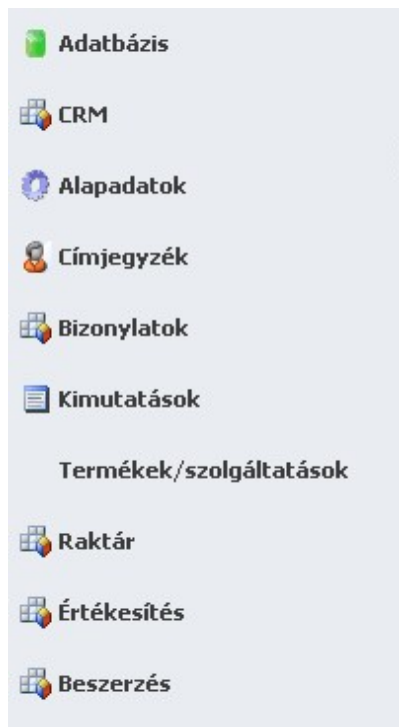 Adatbázis
CRM
Alapadatok
Címjegyzék
Bizonylatok
Kimutatások
Termékek/szolgáltatások
Raktár
Értékesítés
Beszerzés